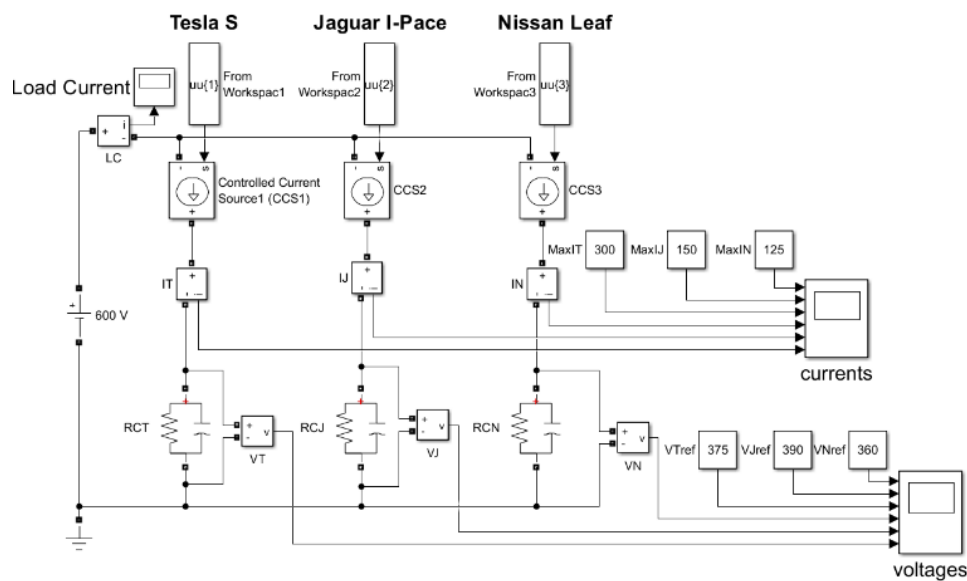 Tesla S
Jaguar I-Pace
Nissan Leaf
uu{1}
From
Workspac1
uu{2}
From
Workspac2
uu{3}
From
Workspac3
Load Current
+
i
-
LC
-
s
+
Controlled Current
Source1 (CCS1)
-
s
+
CCS2
-
s
+
CCS3
MaxIT
300
MaxIJ
150
MaxIN
125
IT
+
-
i
IJ
+
-
i
IN
+
-
i
+
600 V
currents
+
RCT
+
-
v
VT
+
RCJ
+
-
v
VJ
+
RCN
+
-
v
VN
VTref
375
VJref
390
VNref
360
voltages